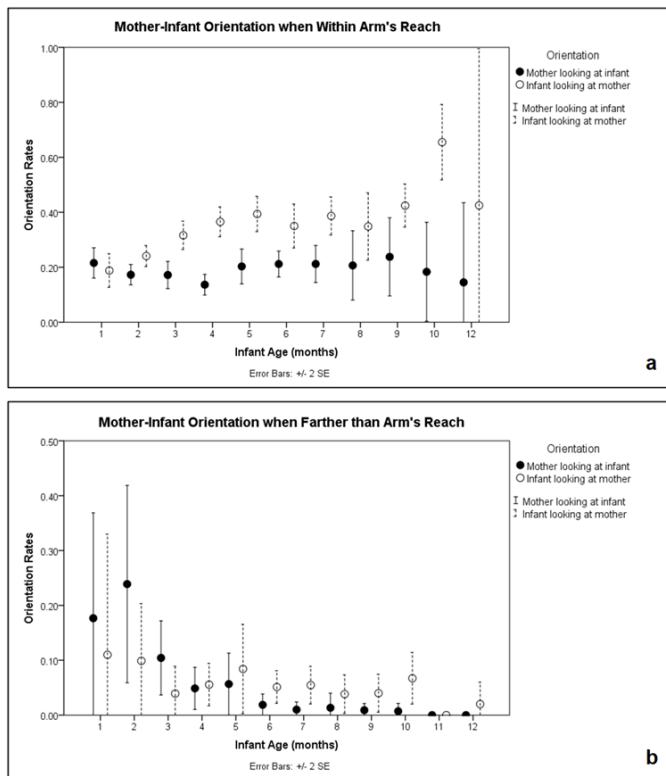 Mother-Infant Orientation when Within Arm's Reach
1.00
0.80
0.60
0.40
0.20
0.00
Orientation Rates
1 2 3 4 5 6 7 8 9 10 12
Infant Age (months)
Error Bars: +/- 2 SE
Orientation
Mother looking at infant
Infant looking at mother
Mother looking at infant
Infant looking at mother
a
Mother-Infant Orientation when Farther than Arm's Reach
0.50
0.40
0.30
0.20
0.10
0.00
Orientation Rates
1 2 3 4 5 6 7 8 9 10 11 12
Infant Age (months)
Error Bars: +/- 2 SE
Orientation
Mother looking at infant
Infant looking at mother
Mother looking at infant
Infant looking at mother
b